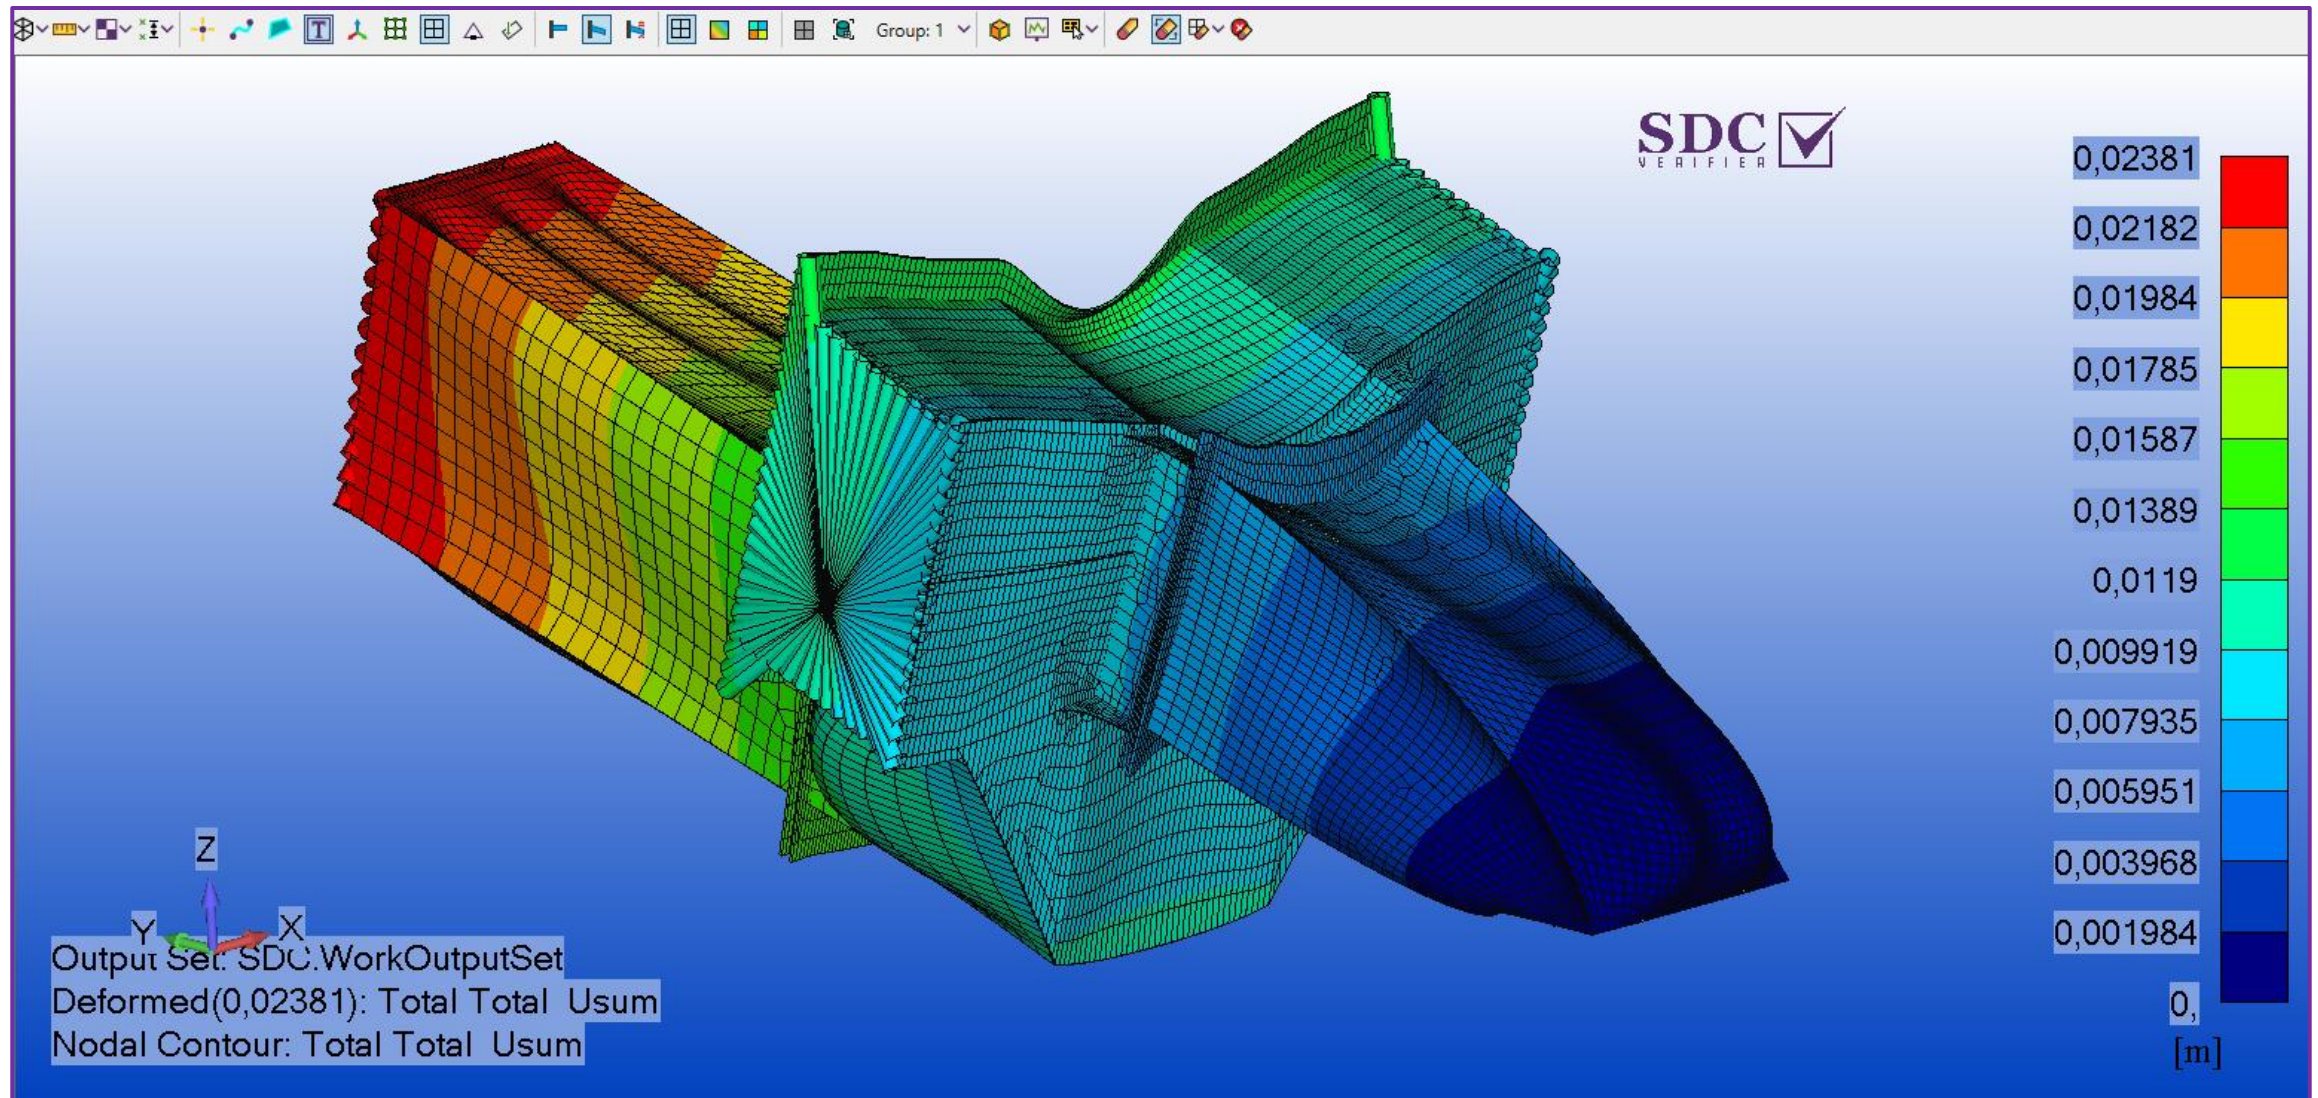 Group: 1
SDC
VERIFIER
0,02381
0,02182
0,01984
0,01785
0,01587
0,01389
0,0119
0,009919
0,007935
0,005951
0,003968
0,001984
0,
[m]
Z
Y
X
Output Set: SDC.WorkOutputSet
Deformed(0,02381): Total Total Usum
Nodal Contour: Total Total Usum